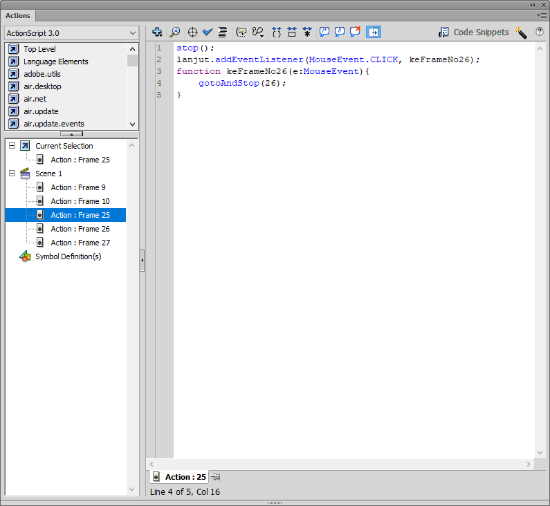 Actions
ActionScript 3.0
Top Level
Language Elements
adobe.utils
air.desktop
air.net
air.update
air.update.events
Current Selection
Action : Frame 25
Scene 1
Action : Frame 9
Action : Frame 10
Action : Frame 25
Action : Frame 26
Action : Frame 27
Symbol Definition(s)
Code Snippets
1 stop();
2 lanjut.addEventListener(MouseEvent.CLICK, keFrameNo26);
3 function keFrameNo26(e:MouseEvent){
4 gotoAndStop(26);
5 }
Action : 25
Line 4 of 5, Col 16